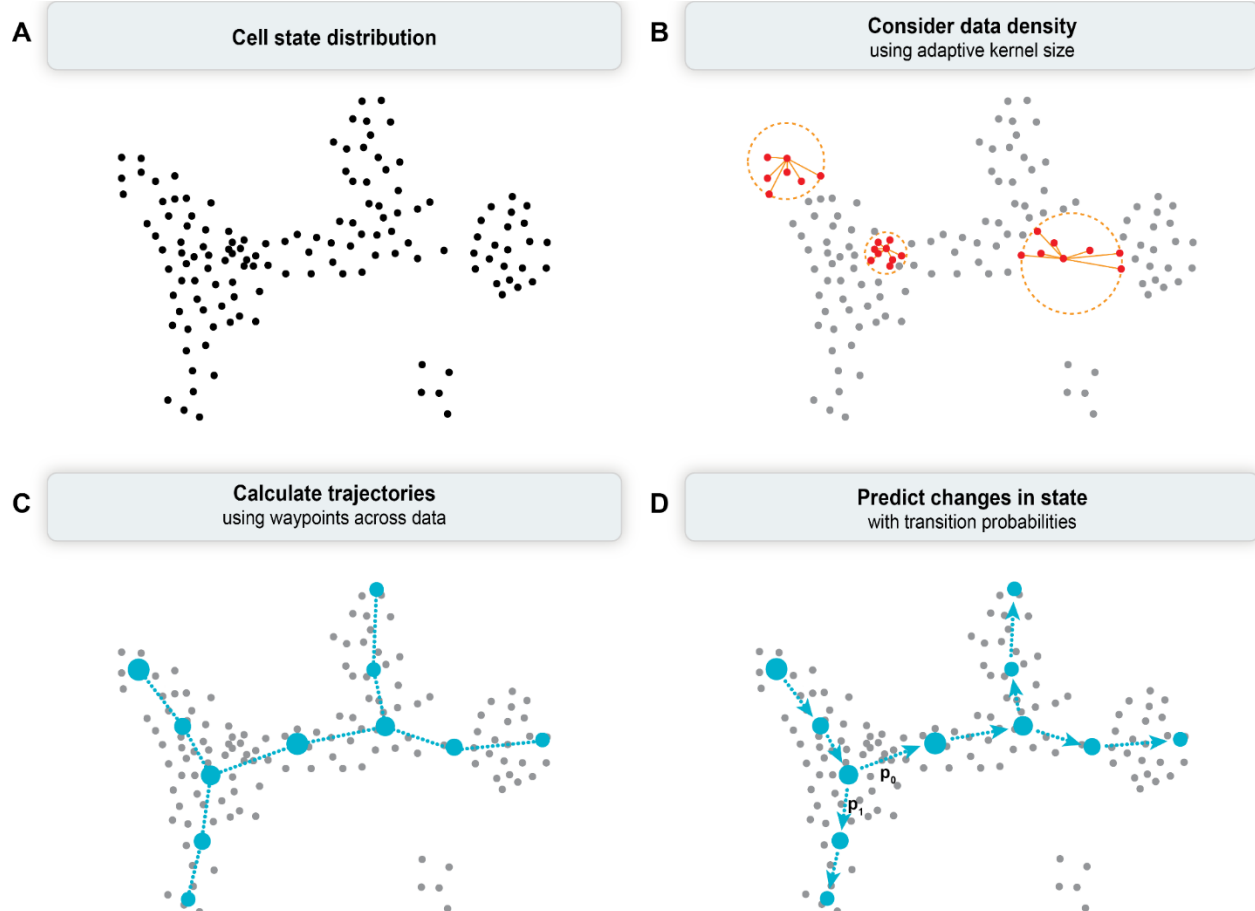 A
Cell state distribution
B
Consider data density
using adaptive kernel size
C
Calculate trajectories
using waypoints across data
D
Predict changes in state
with transition probabilities
p0
p1